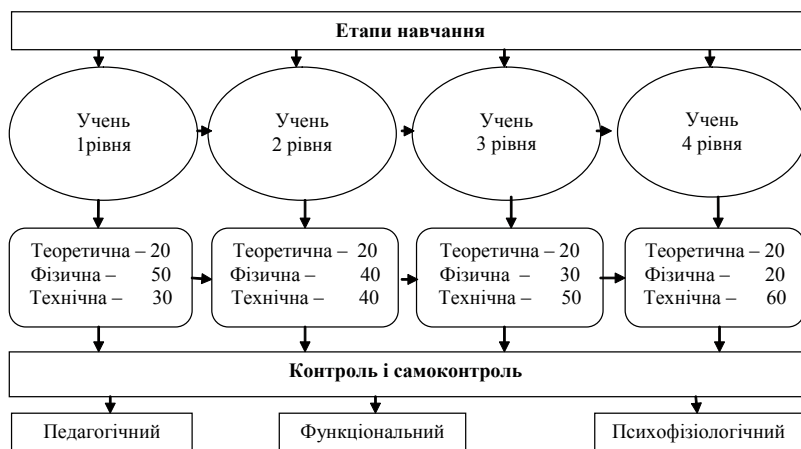 Етапи навчання
Учень
1рівня
Учень
2 рівня
Учень
3 рівня
Учень
4 рівня
Теоретична – 20
Фізична – 50
Технічна – 30
Теоретична – 20
Фізична – 40
Технічна – 40
Теоретична – 20
Фізична – 30
Технічна – 50
Теоретична – 20
Фізична – 20
Технічна – 60
Контроль і самоконтроль
Педагогічний
Функціональний
Психофізіологічний